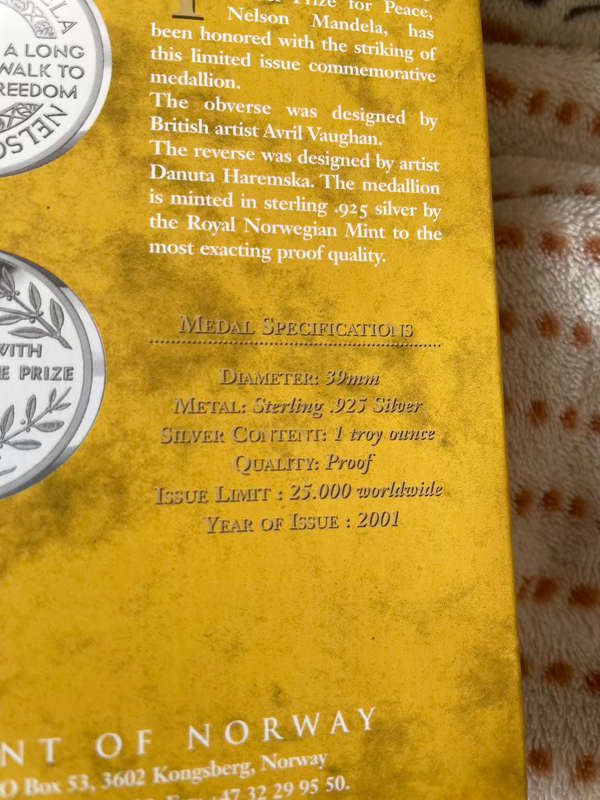 Prize for Peace,
Nelson Mandela, has
been honored with the striking of
this limited issue commemorative
medallion.
The obverse was designed by
British artist Avril Vaughan.
The reverse was designed by artist
Danuta Haremska. The medallion
is minted in sterling .925 silver by
the Royal Norwegian Mint to the
most exacting proof quality.
A LONG
WALK TO
FREEDOM
WITH
PRIZE
MEDAL SPECIFICATIONS
DIAMETER: 39mm
METAL: Sterling .925 Silver
SILVER CONTENT: 1 troy ounce
QUALITY: Proof
ISSUE LIMIT : 25.000 worldwide
YEAR OF ISSUE : 2001
NT OF NORWAY
O Box 53, 3602 Kongsberg, Norway
+47 32 29 95 50.